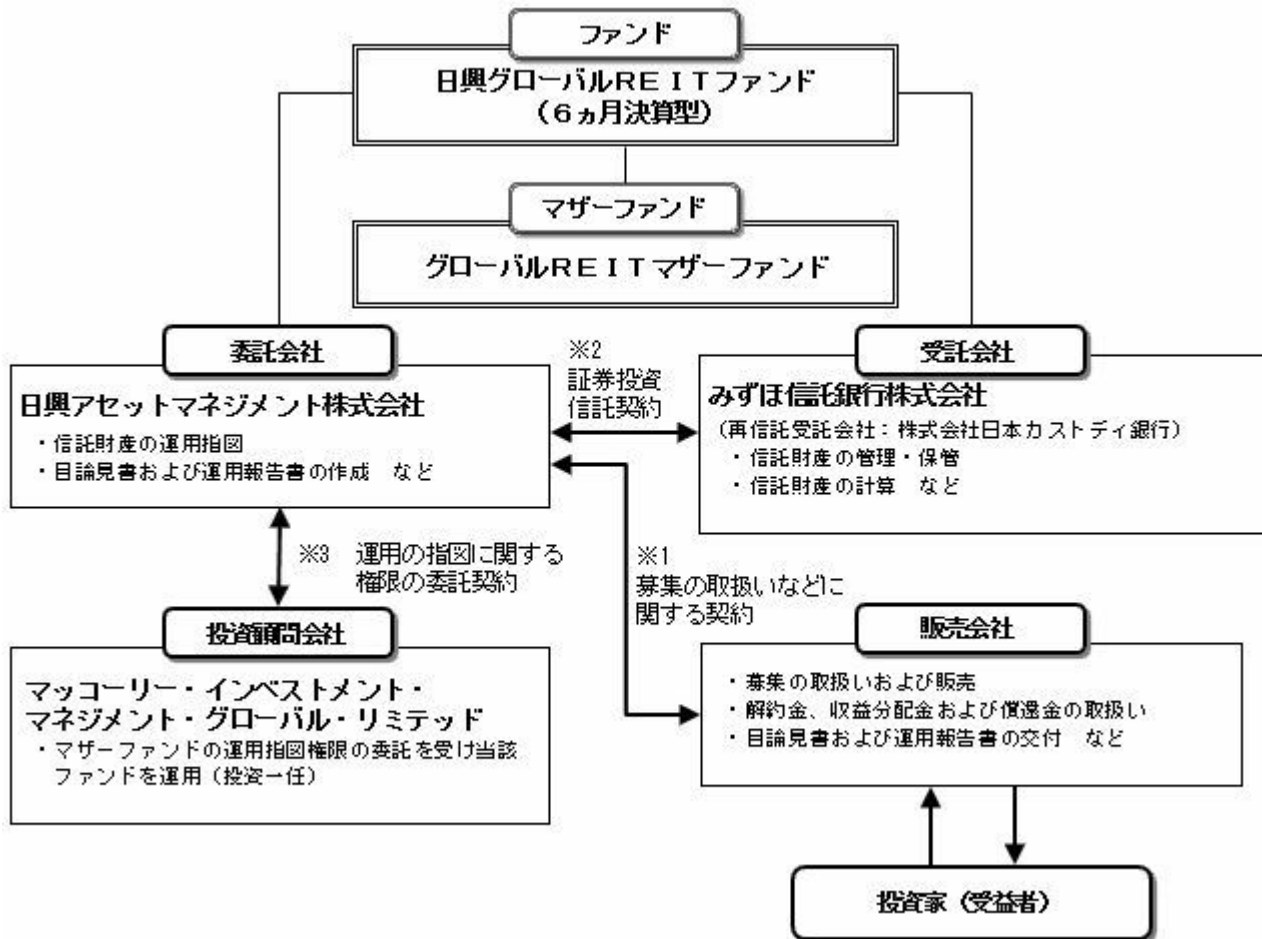 ファンド
日興グローバルREITファンド
（6ヵ月決算型）
マザーファンド
グローバルREITマザーファンド
委託会社
日興アセットマネジメント株式会社
・信託財産の運用指図
・目論見書および運用報告書の作成　など
※2
証券投資
信託契約
受託会社
みずほ信託銀行株式会社
（再信託受託会社：株式会社日本カストディ銀行）
・信託財産の管理・保管
・信託財産の計算　など
※3　運用の指図に関する
権限の委託契約
※1
募集の取扱いなどに
関する契約
投資顧問会社
マッコーリー・インベストメント・
マネジメント・グローバル・リミテッド
・マザーファンドの運用指図権限の委託を受け当該
ファンドを運用（投資一任）
販売会社
・募集の取扱いおよび販売
・解約金、収益分配金および償還金の取扱い
・目論見書および運用報告書の交付　など
投資家（受益者）